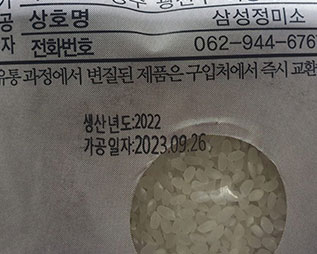 공 상호명 삼성정미소
자 전화번호 062-944-676
유통 과정에서 변질된 제품은 구입처에서 즉시 교환
생산년도:2022
가공일자:2023.09.26